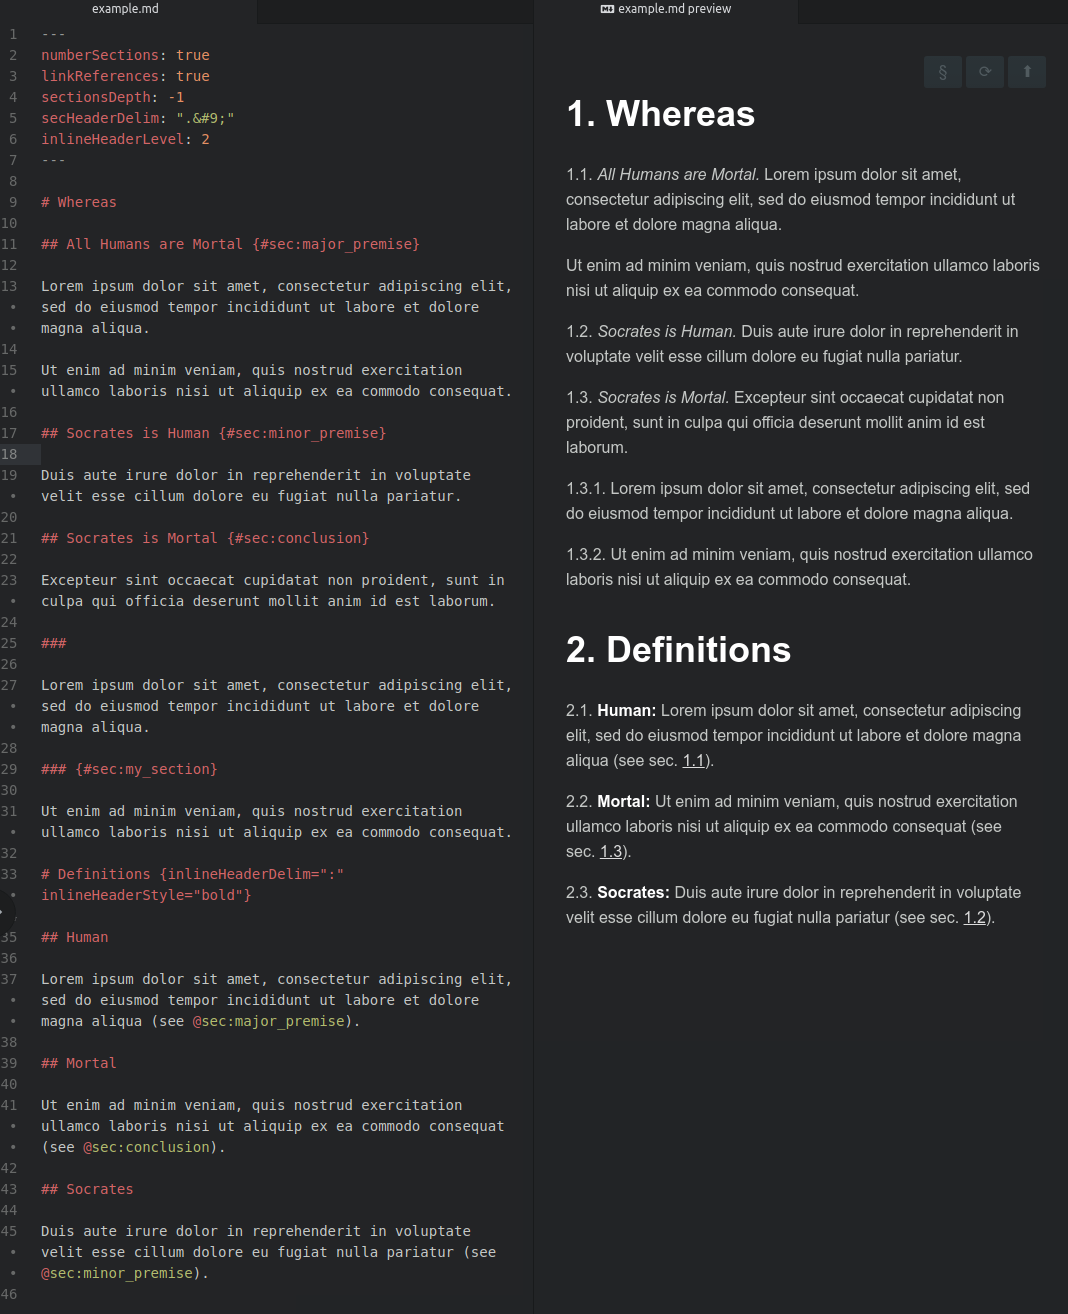 example.md
1 ---
2 numberSections: true
3 linkReferences: true
4 sectionsDepth: -1
5 secHeaderDelim: ".&#9;"
6 inlineHeaderLevel: 2
7 ---
8
9 # Whereas
10
11 ## All Humans are Mortal {#sec:major_premise}
12
13 Lorem ipsum dolor sit amet, consectetur adipiscing elit,
• sed do eiusmod tempor incididunt ut labore et dolore
• magna aliqua.
14
15 Ut enim ad minim veniam, quis nostrud exercitation
• ullamco laboris nisi ut aliquip ex ea commodo consequat.
16
17 ## Socrates is Human {#sec:minor_premise}
18
19 Duis aute irure dolor in reprehenderit in voluptate
• velit esse cillum dolore eu fugiat nulla pariatur.
20
21 ## Socrates is Mortal {#sec:conclusion}
22
23 Excepteur sint occaecat cupidatat non proident, sunt in
• culpa qui officia deserunt mollit anim id est laborum.
24
25 ###
26
27 Lorem ipsum dolor sit amet, consectetur adipiscing elit,
• sed do eiusmod tempor incididunt ut labore et dolore
• magna aliqua.
28
29 ### {#sec:my_section}
30
31 Ut enim ad minim veniam, quis nostrud exercitation
• ullamco laboris nisi ut aliquip ex ea commodo consequat.
32
33 # Definitions {inlineHeaderDelim=":"
• inlineHeaderStyle="bold"}
35 ## Human
36
37 Lorem ipsum dolor sit amet, consectetur adipiscing elit,
• sed do eiusmod tempor incididunt ut labore et dolore
• magna aliqua (see @sec:major_premise).
38
39 ## Mortal
40
41 Ut enim ad minim veniam, quis nostrud exercitation
• ullamco laboris nisi ut aliquip ex ea commodo consequat
• (see @sec:conclusion).
42
43 ## Socrates
44
45 Duis aute irure dolor in reprehenderit in voluptate
• velit esse cillum dolore eu fugiat nulla pariatur (see
• @sec:minor_premise).
46
example.md preview
§ ⟳ ⬆
1. Whereas
1.1. All Humans are Mortal. Lorem ipsum dolor sit amet,
consectetur adipiscing elit, sed do eiusmod tempor incididunt ut
labore et dolore magna aliqua.
Ut enim ad minim veniam, quis nostrud exercitation ullamco laboris
nisi ut aliquip ex ea commodo consequat.
1.2. Socrates is Human. Duis aute irure dolor in reprehenderit in
voluptate velit esse cillum dolore eu fugiat nulla pariatur.
1.3. Socrates is Mortal. Excepteur sint occaecat cupidatat non
proident, sunt in culpa qui officia deserunt mollit anim id est
laborum.
1.3.1. Lorem ipsum dolor sit amet, consectetur adipiscing elit, sed
do eiusmod tempor incididunt ut labore et dolore magna aliqua.
1.3.2. Ut enim ad minim veniam, quis nostrud exercitation ullamco
laboris nisi ut aliquip ex ea commodo consequat.
2. Definitions
2.1. Human: Lorem ipsum dolor sit amet, consectetur adipiscing
elit, sed do eiusmod tempor incididunt ut labore et dolore magna
aliqua (see sec. 1.1).
2.2. Mortal: Ut enim ad minim veniam, quis nostrud exercitation
ullamco laboris nisi ut aliquip ex ea commodo consequat (see
sec. 1.3).
2.3. Socrates: Duis aute irure dolor in reprehenderit in voluptate
velit esse cillum dolore eu fugiat nulla pariatur (see sec. 1.2).